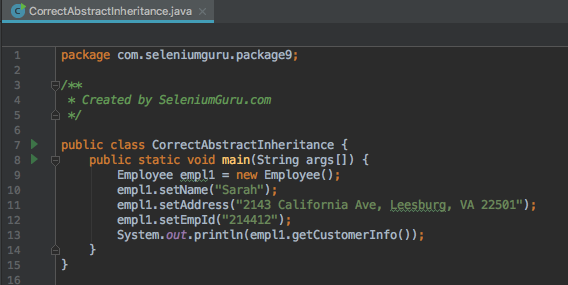 CorrectAbstractInheritance.java
1 package com.seleniumguru.package9;
2
3 /**
4  * Created by SeleniumGuru.com
5  */
6
7 public class CorrectAbstractInheritance {
8     public static void main(String args[]) {
9         Employee empl1 = new Employee();
10         empl1.setName("Sarah");
11         empl1.setAddress("2143 California Ave, Leesburg, VA 22501");
12         empl1.setEmpId("214412");
13         System.out.println(empl1.getCustomerInfo());
14     }
15 }
16